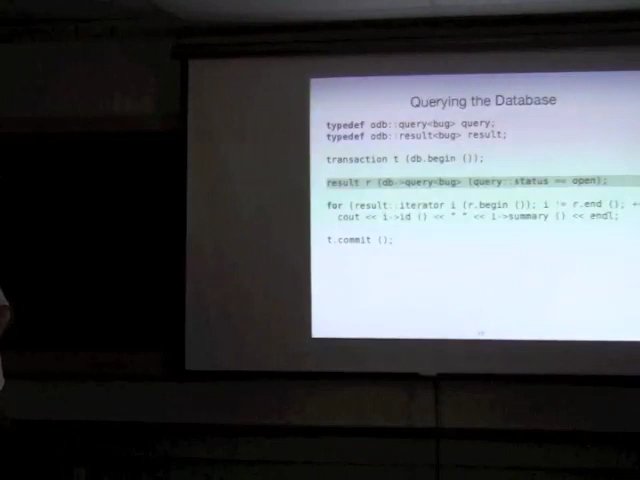 Querying the Database
typedef odb::query<bug> query;
typedef odb::result<bug> result;
transaction t (db.begin ());
result r (db->query<bug> (query::status == open);
for (result::iterator i (r.begin ()); i != r.end ();
cout << i->id () << " " << i->summary () << endl;
t.commit ();